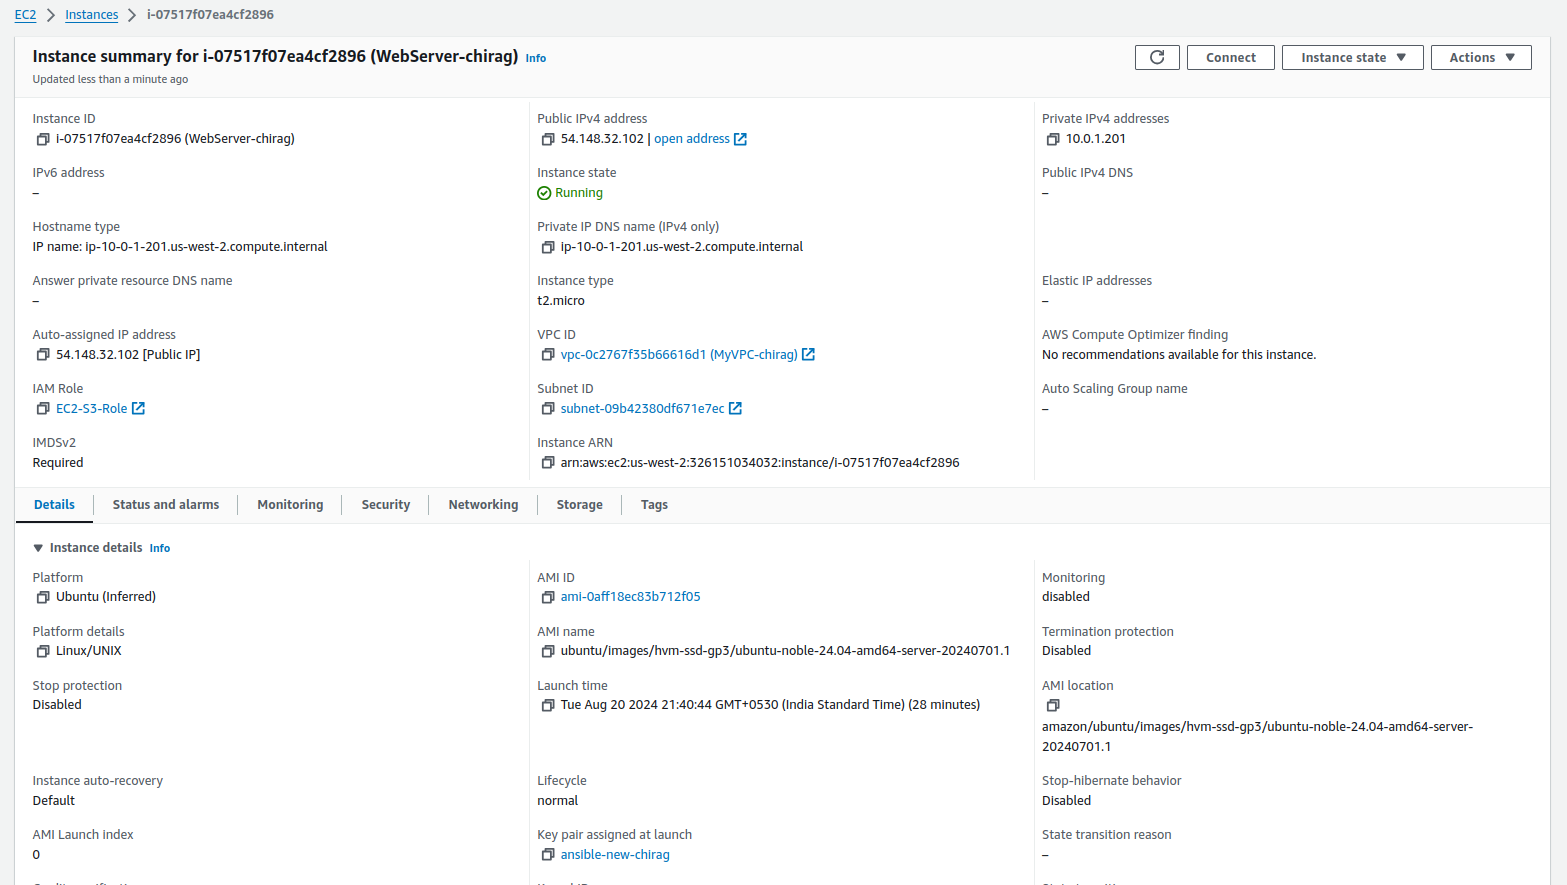 EC2 > Instances > i-07517f07ea4cf2896
Instance summary for i-07517f07ea4cf2896 (WebServer-chirag) Info
Updated less than a minute ago
Connect
Instance state
Actions
Instance ID
i-07517f07ea4cf2896 (WebServer-chirag)
Public IPv4 address
54.148.32.102 | open address
Private IPv4 addresses
10.0.1.201
IPv6 address
–
Instance state
Running
Public IPv4 DNS
–
Hostname type
IP name: ip-10-0-1-201.us-west-2.compute.internal
Private IP DNS name (IPv4 only)
ip-10-0-1-201.us-west-2.compute.internal
Answer private resource DNS name
–
Instance type
t2.micro
Elastic IP addresses
–
Auto-assigned IP address
54.148.32.102 [Public IP]
VPC ID
vpc-0c2767f35b66616d1 (MyVPC-chirag)
AWS Compute Optimizer finding
No recommendations available for this instance.
IAM Role
EC2-S3-Role
Subnet ID
subnet-09b42380df671e7ec
Auto Scaling Group name
–
IMDSv2
Required
Instance ARN
arn:aws:ec2:us-west-2:326151034032:instance/i-07517f07ea4cf2896
Details
Status and alarms
Monitoring
Security
Networking
Storage
Tags
Instance details Info
Platform
Ubuntu (Inferred)
AMI ID
ami-0aff18ec83b712f05
Monitoring
disabled
Platform details
Linux/UNIX
AMI name
ubuntu/images/hvm-ssd-gp3/ubuntu-noble-24.04-amd64-server-20240701.1
Termination protection
Disabled
Stop protection
Disabled
Launch time
Tue Aug 20 2024 21:40:44 GMT+0530 (India Standard Time) (28 minutes)
AMI location
amazon/ubuntu/images/hvm-ssd-gp3/ubuntu-noble-24.04-amd64-server-
20240701.1
Instance auto-recovery
Default
Lifecycle
normal
Stop-hibernate behavior
Disabled
AMI Launch index
0
Key pair assigned at launch
ansible-new-chirag
State transition reason
–